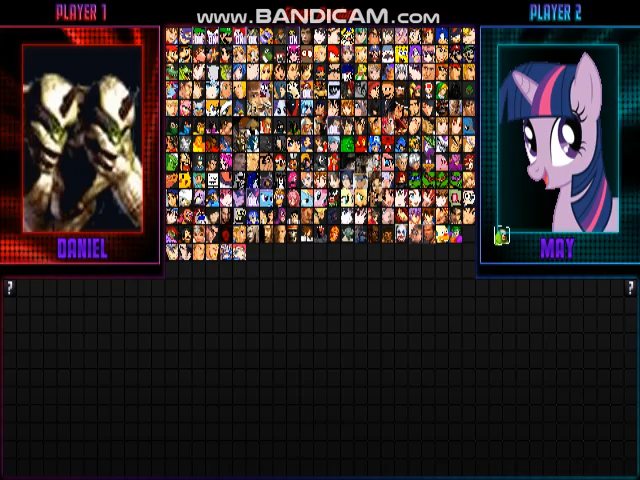 PLAYER 1
www.BANDICAM.com
PLAYER 2
DANIEL
MAY
?
?